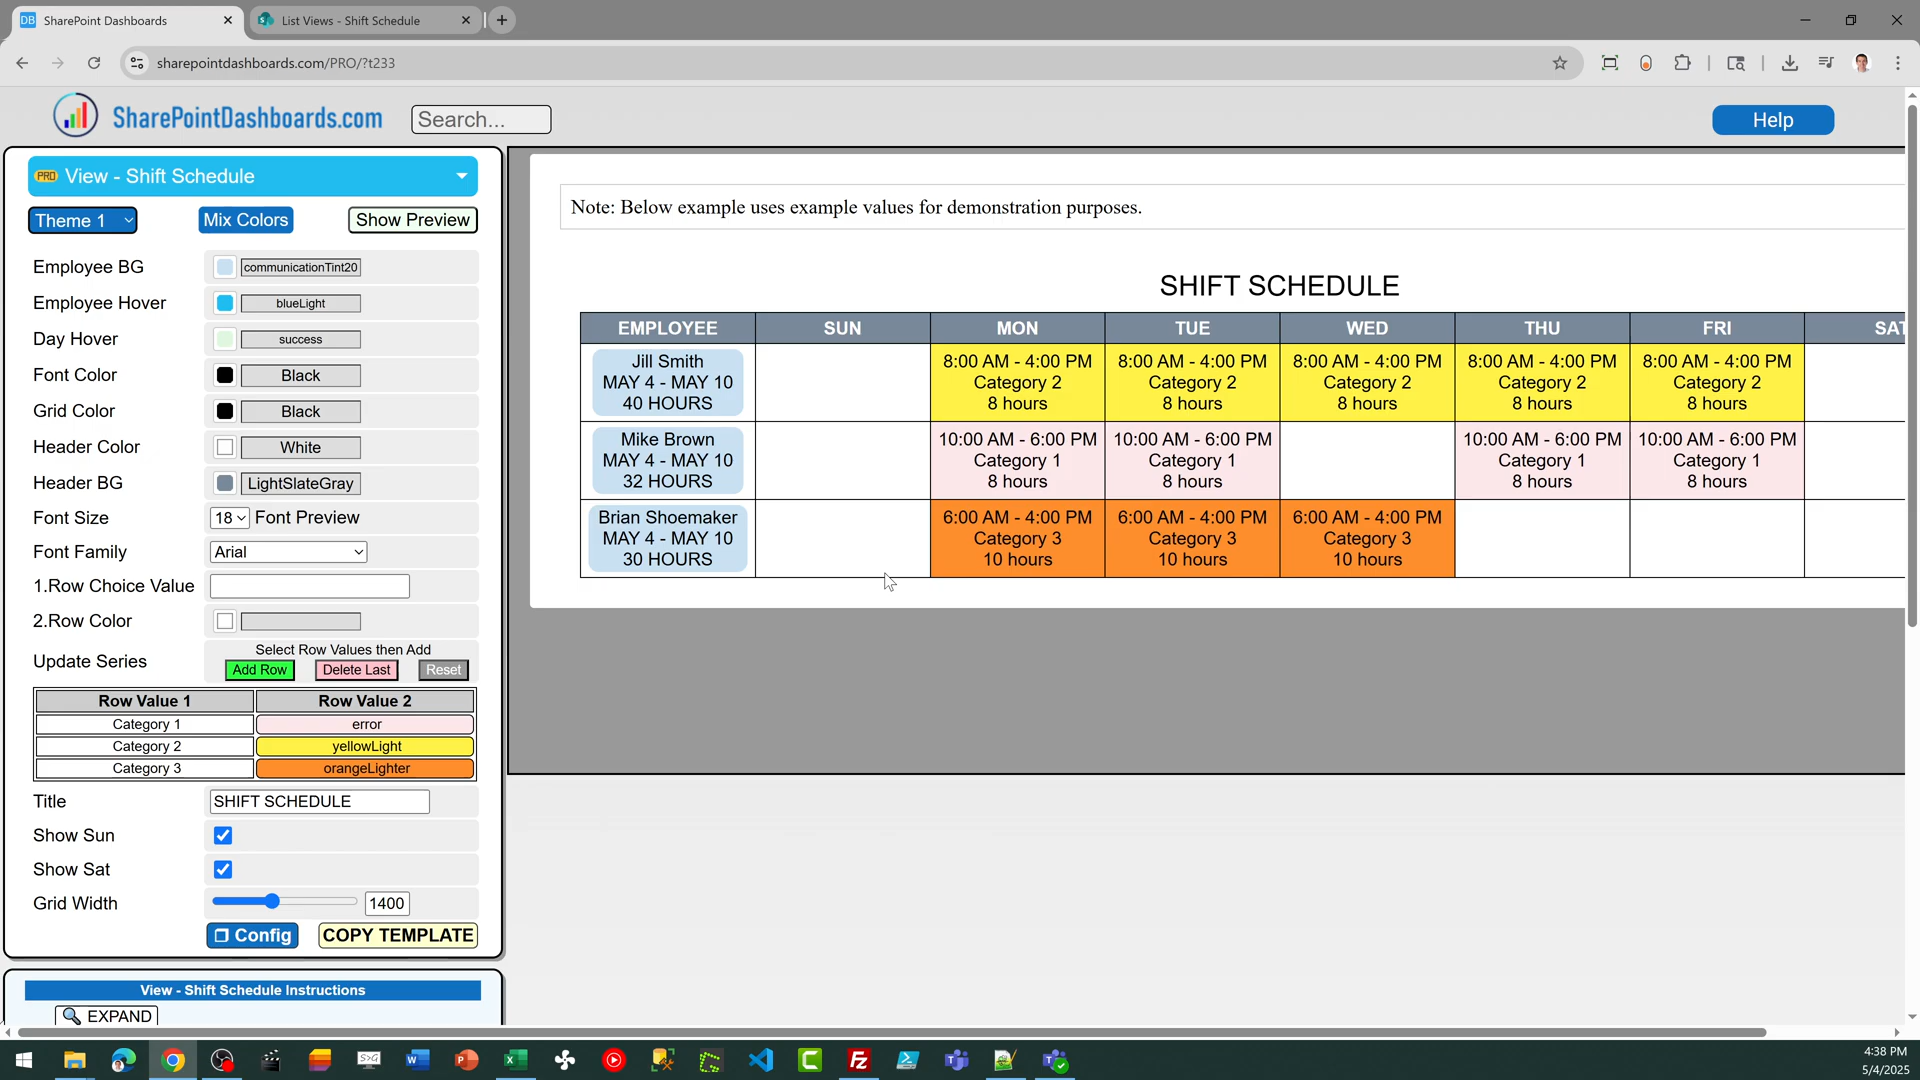 SharePoint Dashboards
List Views - Shift Schedule
sharepointdashboards.com/PRO/?t233
SharePointDashboards.com
Search...
Help
PRO View - Shift Schedule
Theme 1
Mix Colors
Show Preview
Employee BG
communicationTint20
Employee Hover
blueLight
Day Hover
success
Font Color
Black
Grid Color
Black
Header Color
White
Header BG
LightSlateGray
Font Size
18
Font Preview
Font Family
Arial
1.Row Choice Value
2.Row Color
Update Series
Select Row Values then Add
Add Row
Delete Last
Reset
Row Value 1
Row Value 2
Category 1
error
Category 2
yellowLight
Category 3
orangeLighter
Title
SHIFT SCHEDULE
Show Sun
Show Sat
Grid Width
1400
Config
COPY TEMPLATE
View - Shift Schedule Instructions
EXPAND
Note: Below example uses example values for demonstration purposes.
SHIFT SCHEDULE
EMPLOYEE SUN MON TUE WED THU FRI SAT
Jill Smith
MAY 4 - MAY 10
40 HOURS
8:00 AM - 4:00 PM
Category 2
8 hours
8:00 AM - 4:00 PM
Category 2
8 hours
8:00 AM - 4:00 PM
Category 2
8 hours
8:00 AM - 4:00 PM
Category 2
8 hours
8:00 AM - 4:00 PM
Category 2
8 hours
Mike Brown
MAY 4 - MAY 10
32 HOURS
10:00 AM - 6:00 PM
Category 1
8 hours
10:00 AM - 6:00 PM
Category 1
8 hours
10:00 AM - 6:00 PM
Category 1
8 hours
10:00 AM - 6:00 PM
Category 1
8 hours
Brian Shoemaker
MAY 4 - MAY 10
30 HOURS
6:00 AM - 4:00 PM
Category 3
10 hours
6:00 AM - 4:00 PM
Category 3
10 hours
6:00 AM - 4:00 PM
Category 3
10 hours
4:38 PM
5/4/2025